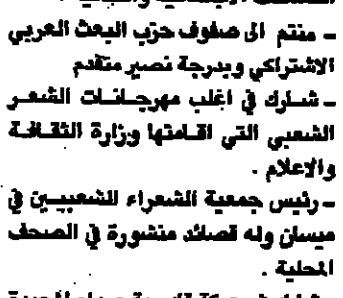 – منتم الى صفوف حزب البعث العربي
الاشتراكي وبدرجة نصير متقدم
– شارك في اغلب مهرجانات الشعر
الشعبي التي اقامتها وزارة الثقافة
والاعلام .
– رئيس جمعية الشعراء للشعبيين في
ميسان وله قصائد منشورة في الصحف
المحلية .